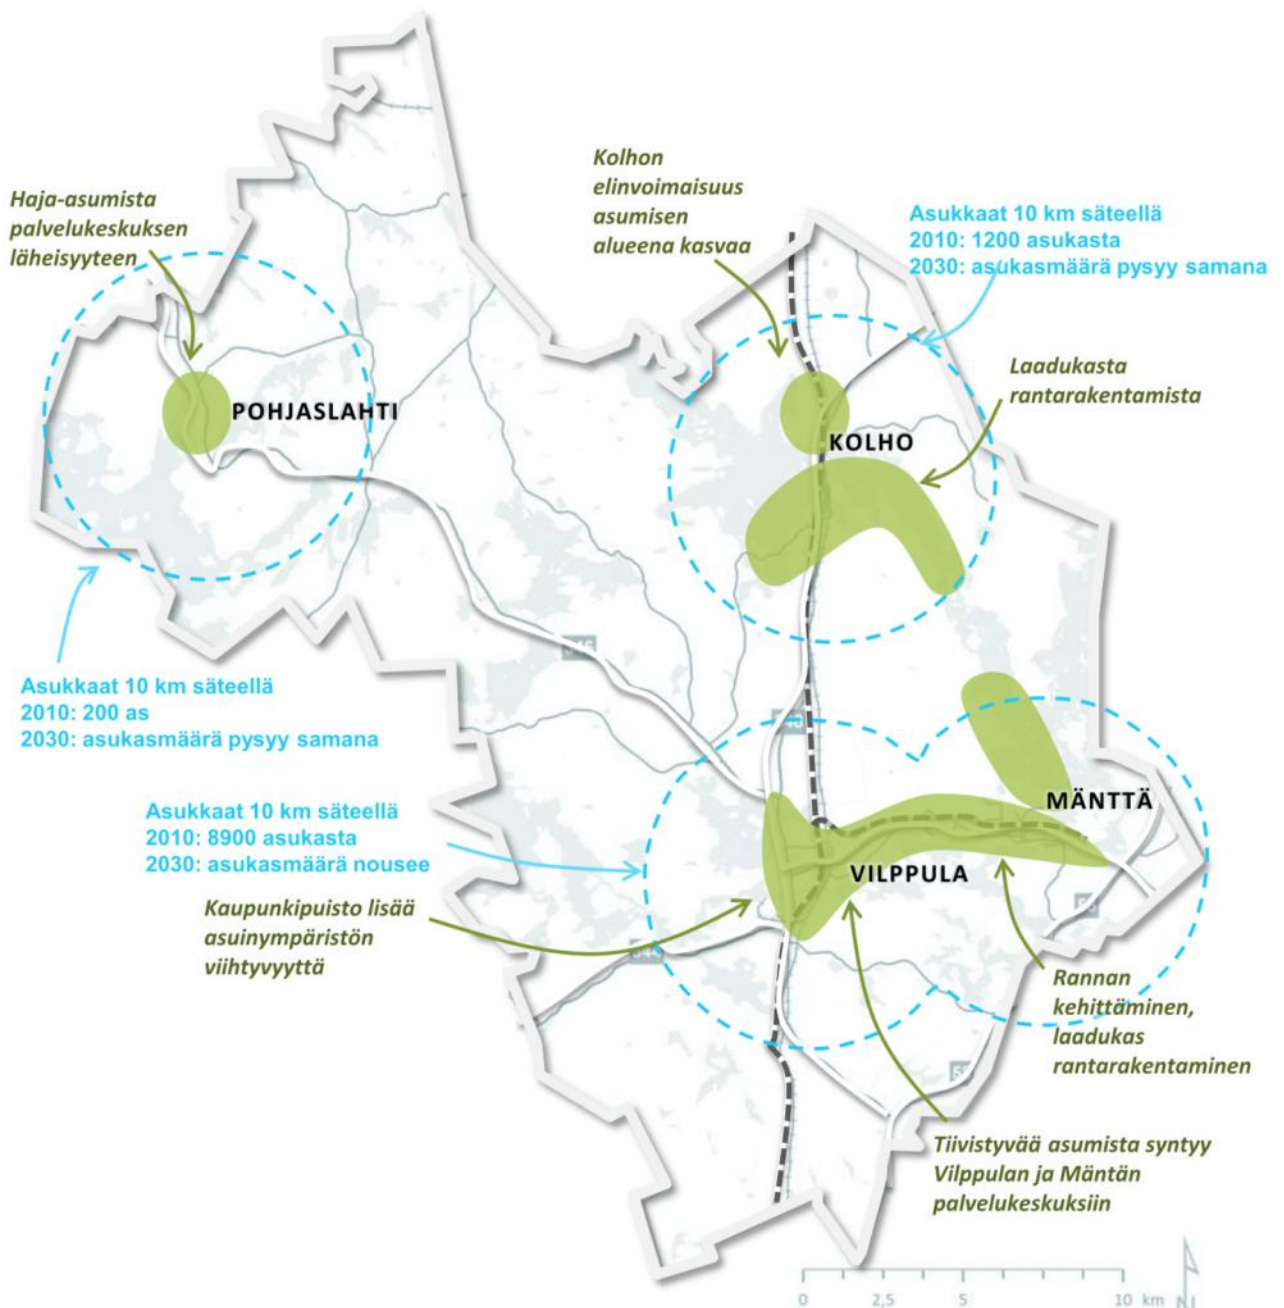 Kolhon
elinvoimaisuus
asumisen
alueena kasvaa
Haja-asumista
palvelukeskuksen
läheisyyteen
Asukkaat 10 km säteellä
2010: 1200 asukasta
2030: asukasmäärä pysyy samana
Laadukasta
rantarakentamista
POHJASLAHTI
KOLHO
Asukkaat 10 km säteellä
2010: 200 as
2030: asukasmäärä pysyy samana
Asukkaat 10 km säteellä
2010: 8900 asukasta
2030: asukasmäärä nousee
MÄNTTÄ
VILPPULA
Kaupunkipuisto lisää
asuinympäristön
viihtyvyyttä
Rannan
kehittäminen,
laadukas
rantarakentaminen
Tiivistyvää asumista syntyy
Vilppulan ja Mäntän
palvelukeskuksiin
0 2,5 5 10 km N